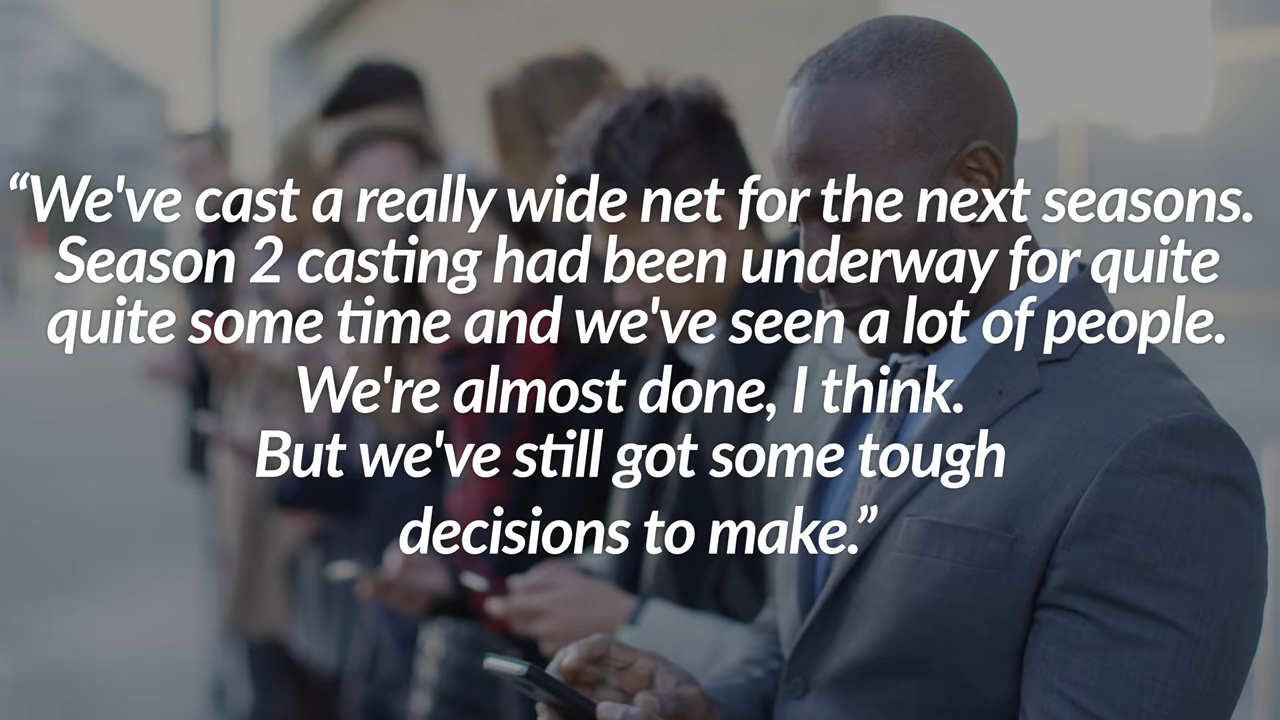 “We've cast a really wide net for the next seasons.
Season 2 casting had been underway for quite
quite some time and we've seen a lot of people.
We're almost done, I think.
But we've still got some tough
decisions to make.”